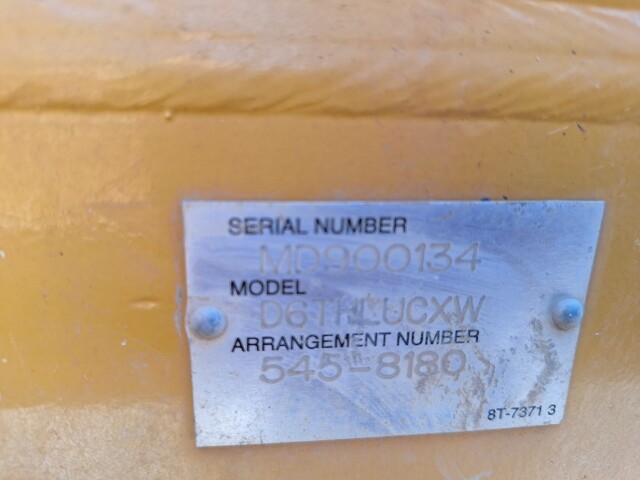 SERIAL NUMBER
MD900134
MODEL
ARRANGEMENT NUMBER
545-8180
8T-7371 3